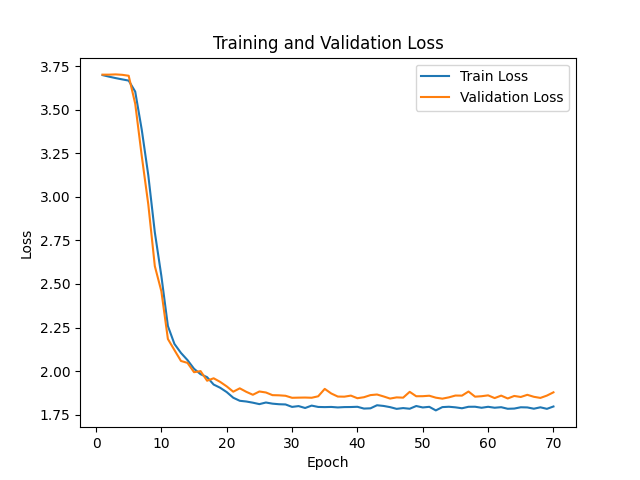 Training and Validation Loss
Train Loss
Validation Loss
3.75
3.50
3.25
3.00
2.75
2.50
2.25
2.00
1.75
Loss
0 10 20 30 40 50 60 70
Epoch